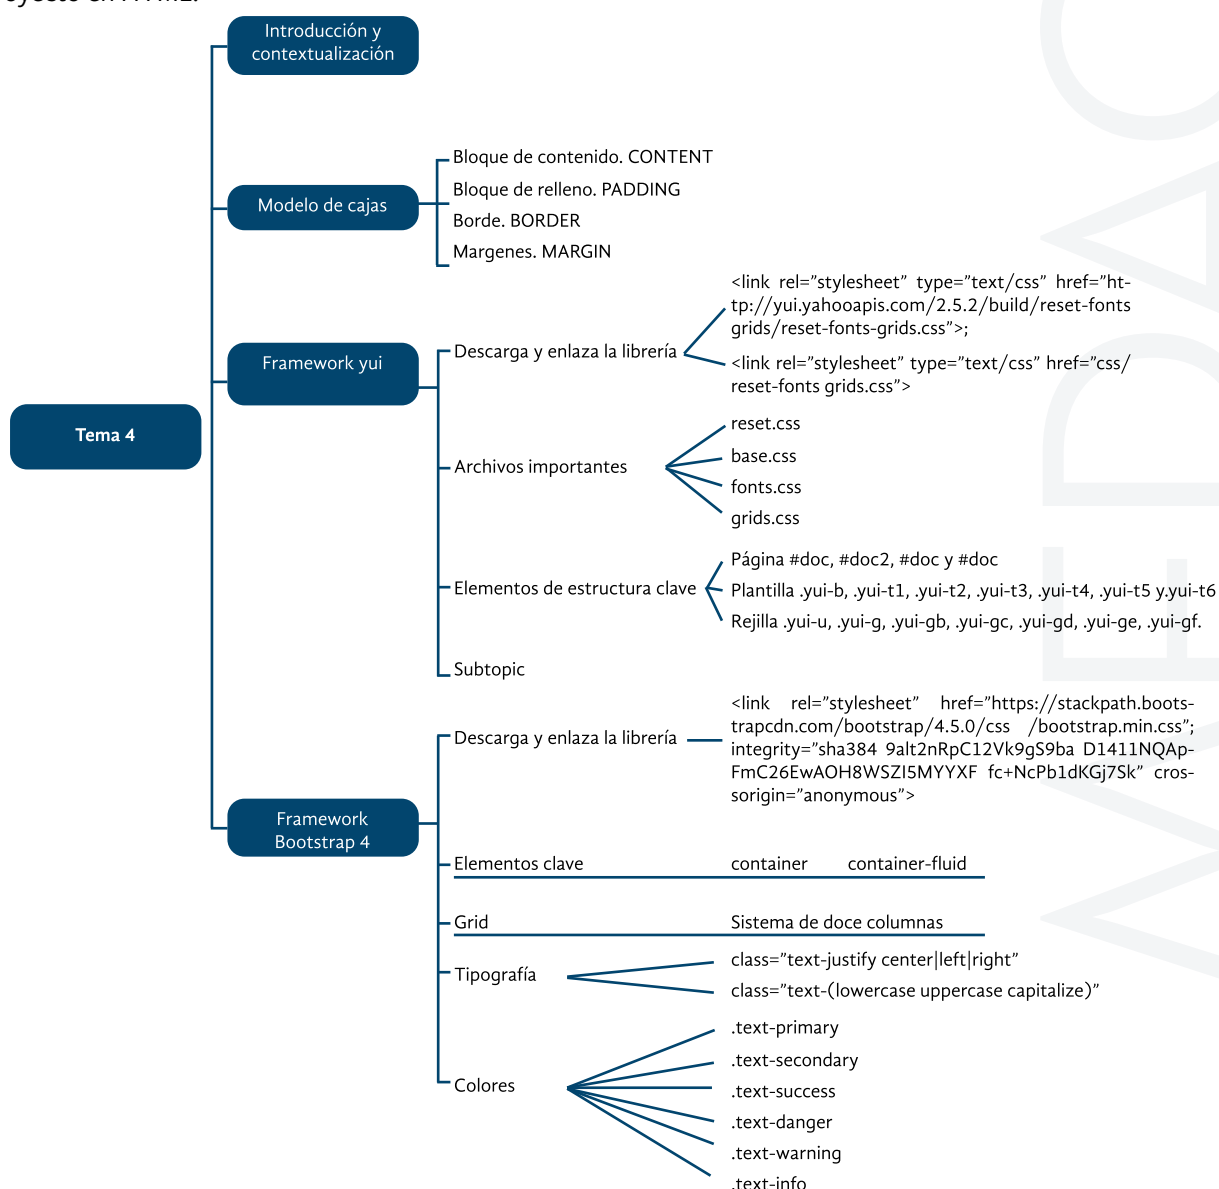 Introducción y
contextualización
Bloque de contenido. CONTENT
Modelo de cajas
Bloque de relleno. PADDING
Borde. BORDER
Margenes. MARGIN
Framework yui
Descarga y enlaza la librería
<link rel=”stylesheet” type=”text/css” href=”ht-
tp://yui.yahooapis.com/2.5.2/build/reset-fonts
grids/reset-fonts-grids.css”>;
<link rel=”stylesheet” type=”text/css” href=”css/
reset-fonts grids.css”>
Tema 4
Archivos importantes
reset.css
base.css
fonts.css
grids.css
Elementos de estructura clave
Página #doc, #doc2, #doc y #doc
Plantilla .yui-b, .yui-t1, .yui-t2, .yui-t3, .yui-t4, .yui-t5 y.yui-t6
Rejilla .yui-u, .yui-g, .yui-gb, .yui-gc, .yui-gd, .yui-ge, .yui-gf.
Subtopic
Framework
Bootstrap 4
Descarga y enlaza la librería
<link rel=”stylesheet” href=”https://stackpath.boots-
trapcdn.com/bootstrap/4.5.0/css /bootstrap.min.css”;
integrity=”sha384 9alt2nRpC12Vk9gS9ba D1411NQAp-
FmC26EwAOH8WSZI5MYYXF fc+NcPb1dKGj7Sk” cros-
sorigin=”anonymous”>
Elementos clave
container container-fluid
Grid
Sistema de doce columnas
Tipografía
class=”text-justify center|left|right”
class=”text-(lowercase uppercase capitalize)”
Colores
.text-primary
.text-secondary
.text-success
.text-danger
.text-warning
.text-info